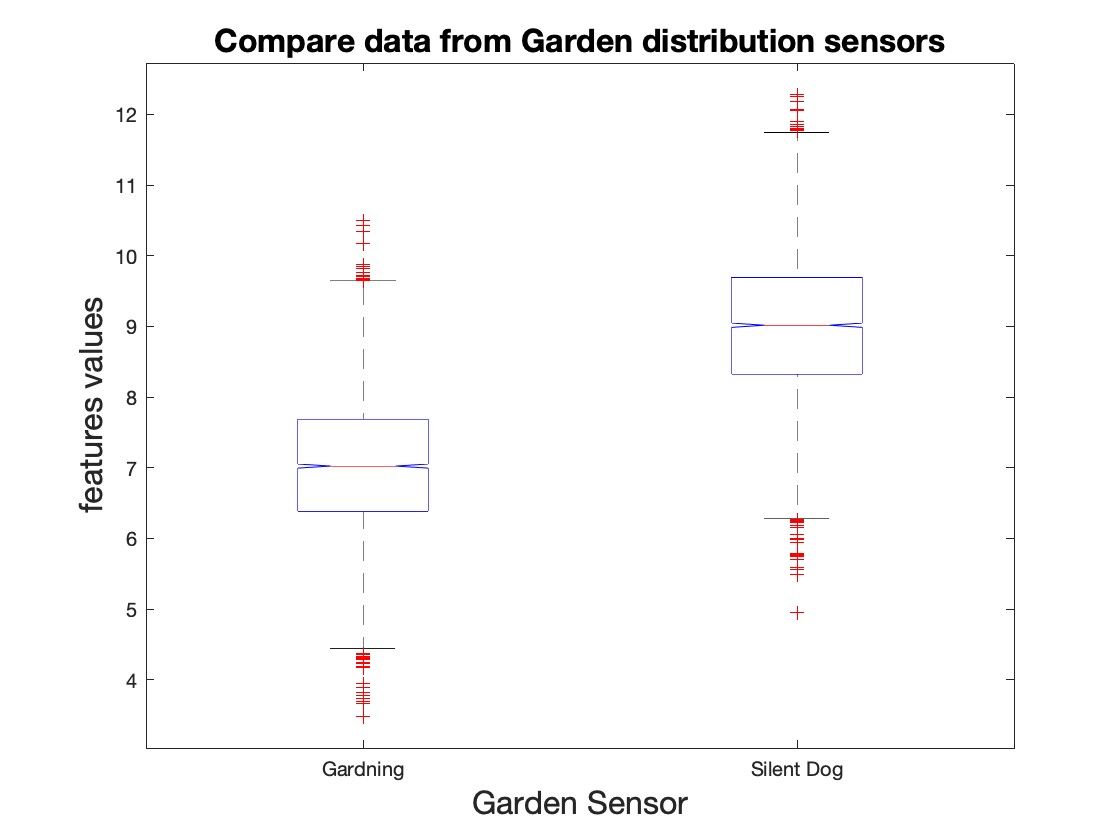 Compare data from Garden distribution sensors
12
11
10
9
8
7
6
5
4
features values
Gardning
Silent Dog
Garden Sensor